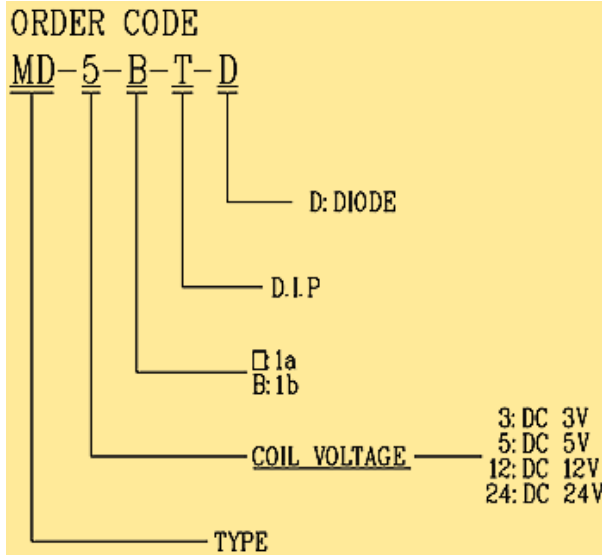 ORDER CODE
MD-5-B-T-D
D:DIODE
D.I.P
□:1a
B:1b
COIL VOLTAGE
3:DC 3V
5:DC 5V
12:DC 12V
24:DC 24V
TYPE